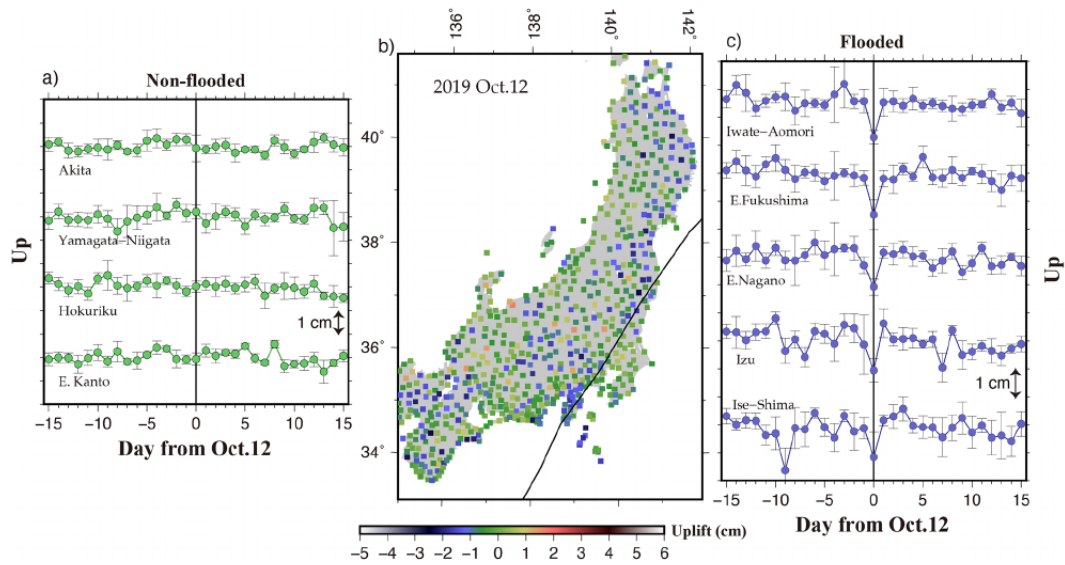 a)
Non-flooded
Akita
Yamagata–Niigata
Hokuriku
1 cm
E. Kanto
Up
−15 −10 −5 0 5 10 15
Day from Oct.12
b)
136° 138° 140° 142°
2019 Oct.12
40°
38°
36°
34°
−5 −4 −3 −2 −1 0 1 2 3 4 5 6
Uplift (cm)
c)
Flooded
Iwate–Aomori
E.Fukushima
E.Nagano
Izu
1 cm
Ise–Shima
Up
−15 −10 −5 0 5 10 15
Day from Oct.12